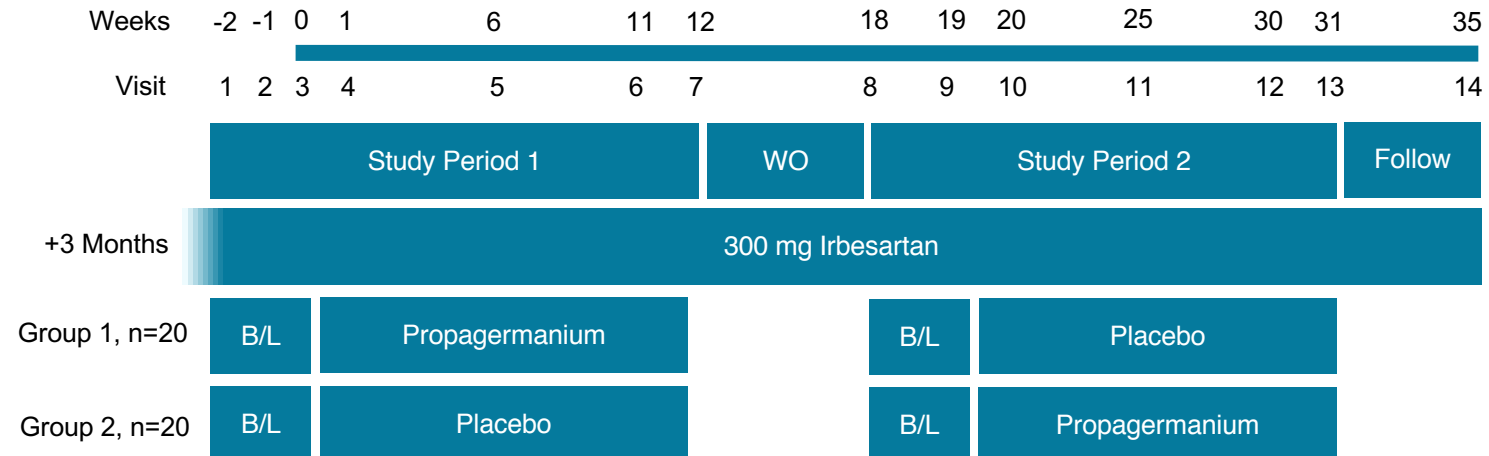 Weeks -2 -1 0 1 6 11 12 18 19 20 25 30 31 35
Visit 1 2 3 4 5 6 7 8 9 10 11 12 13 14
Study Period 1 WO Study Period 2 Follow
+3 Months 300 mg Irbesartan
Group 1, n=20 B/L Propagermanium B/L Placebo
Group 2, n=20 B/L Placebo B/L Propagermanium